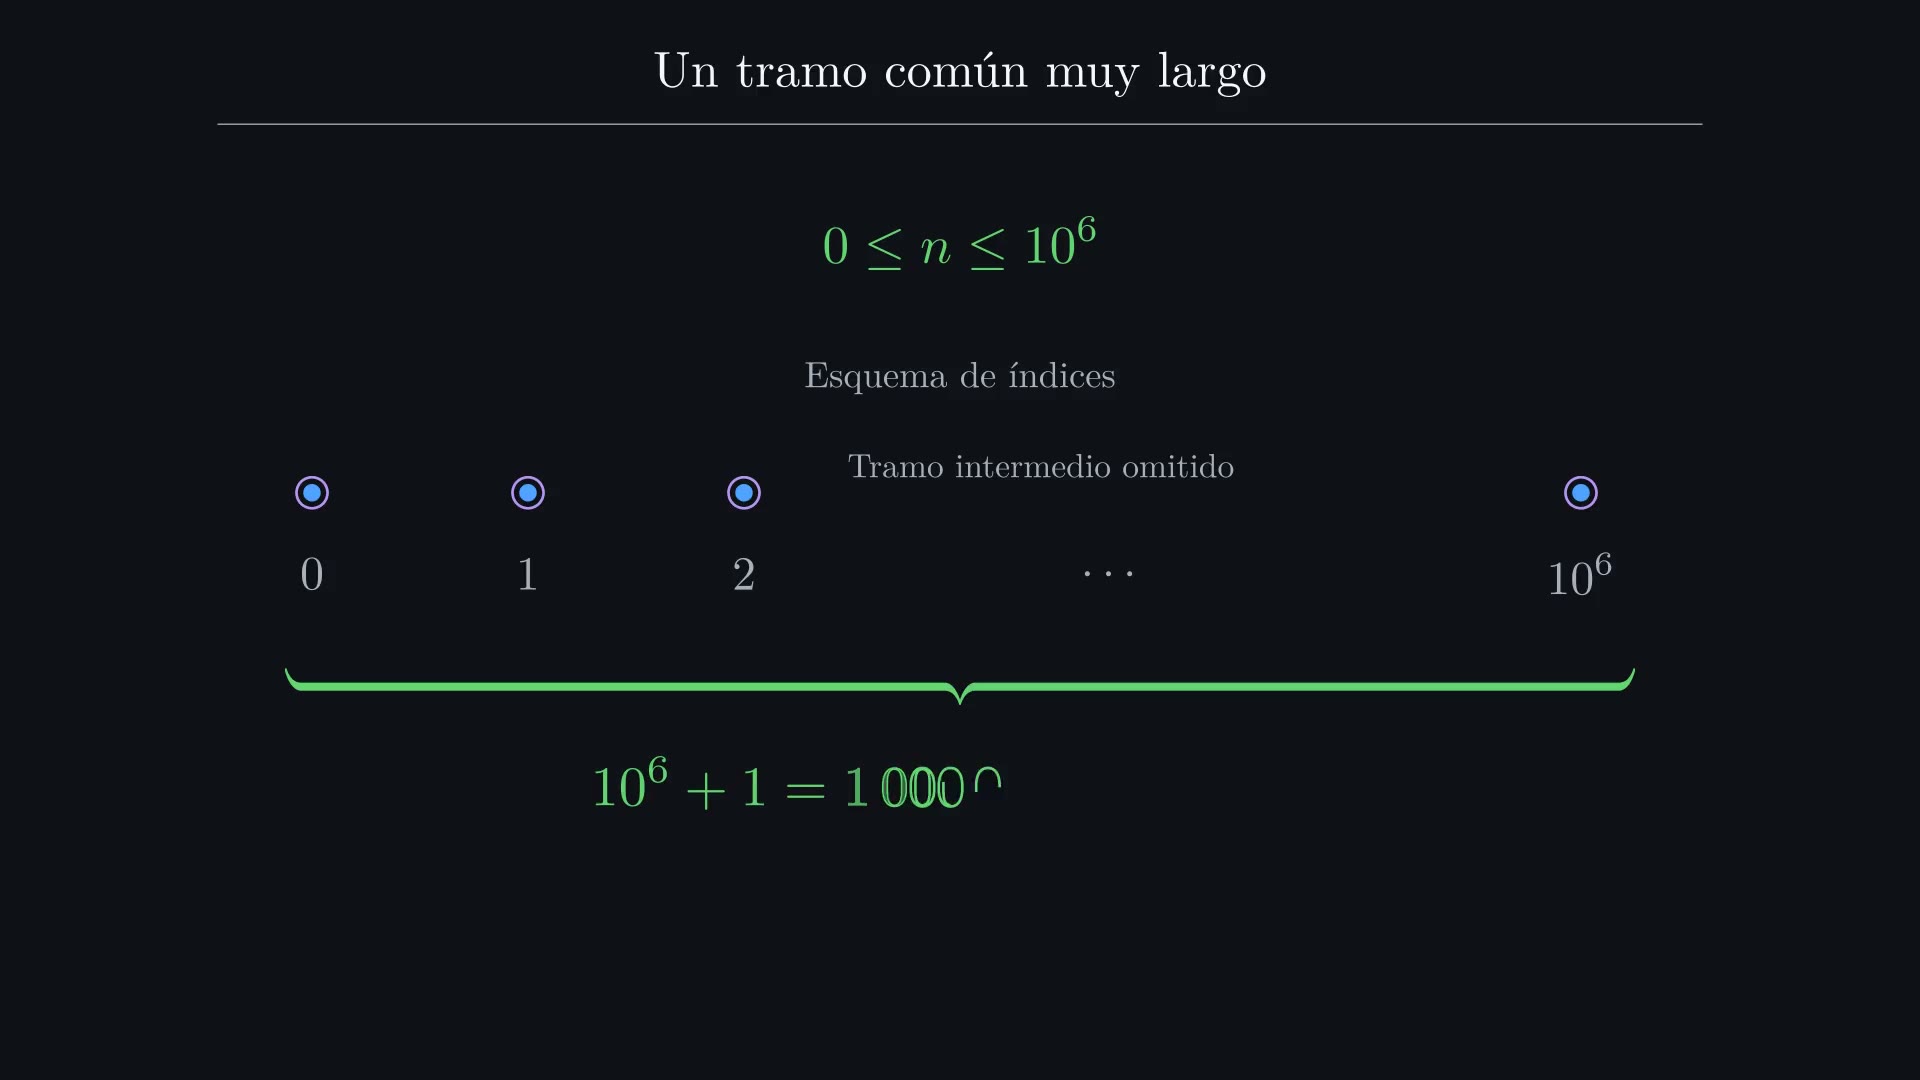 Un tramo común muy largo
0 ≤ n ≤ 10⁶
Esquema de índices
Tramo intermedio omitido
0 1 2 ⋯ 10⁶
10⁶ + 1 = 1 000